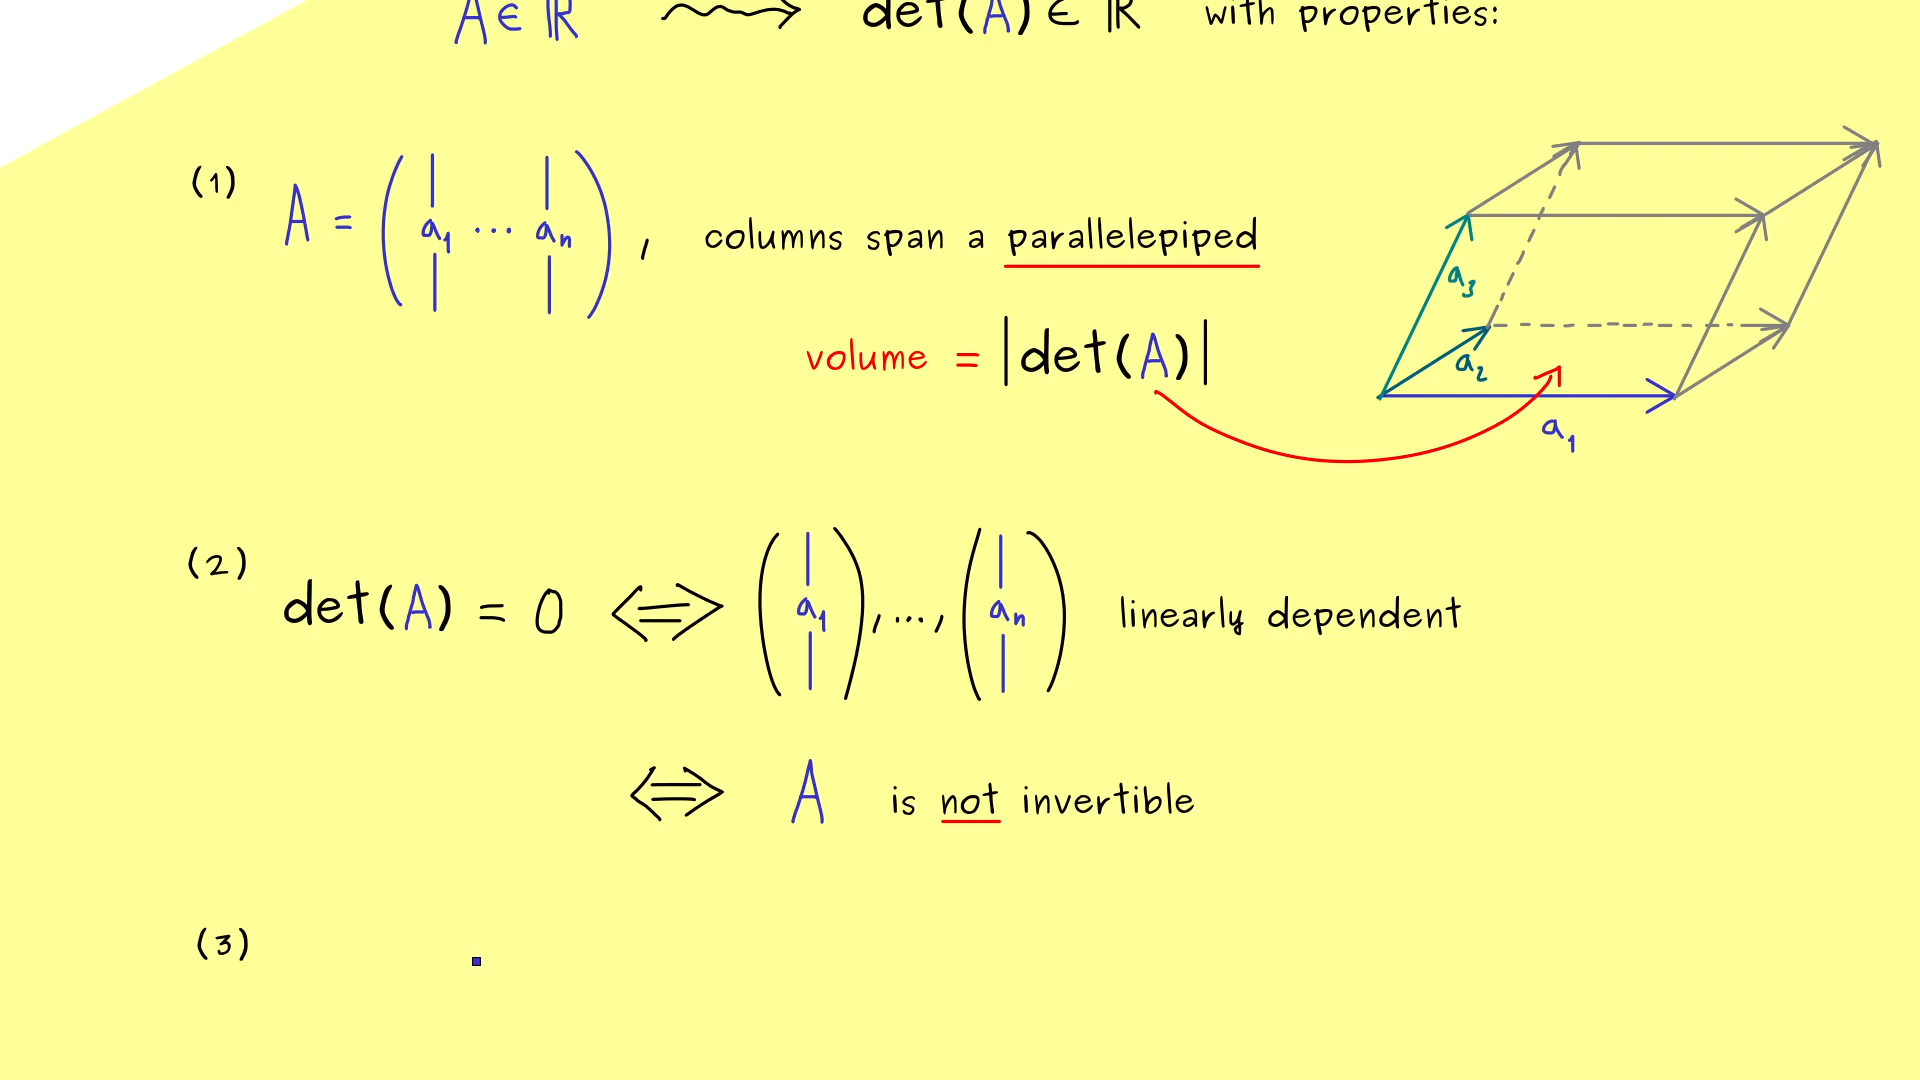 A ∈ ℝ ⇝ det(A) ∈ ℝ with properties:
(1) A = ( a₁ ⋯ aₙ ) , columns span a parallelepiped
volume = |det(A)|
a₃
a₂
a₁
(2) det(A) = 0 ⟺ ( a₁ ) , … , ( aₙ ) linearly dependent
⟺ A is not invertible
(3)